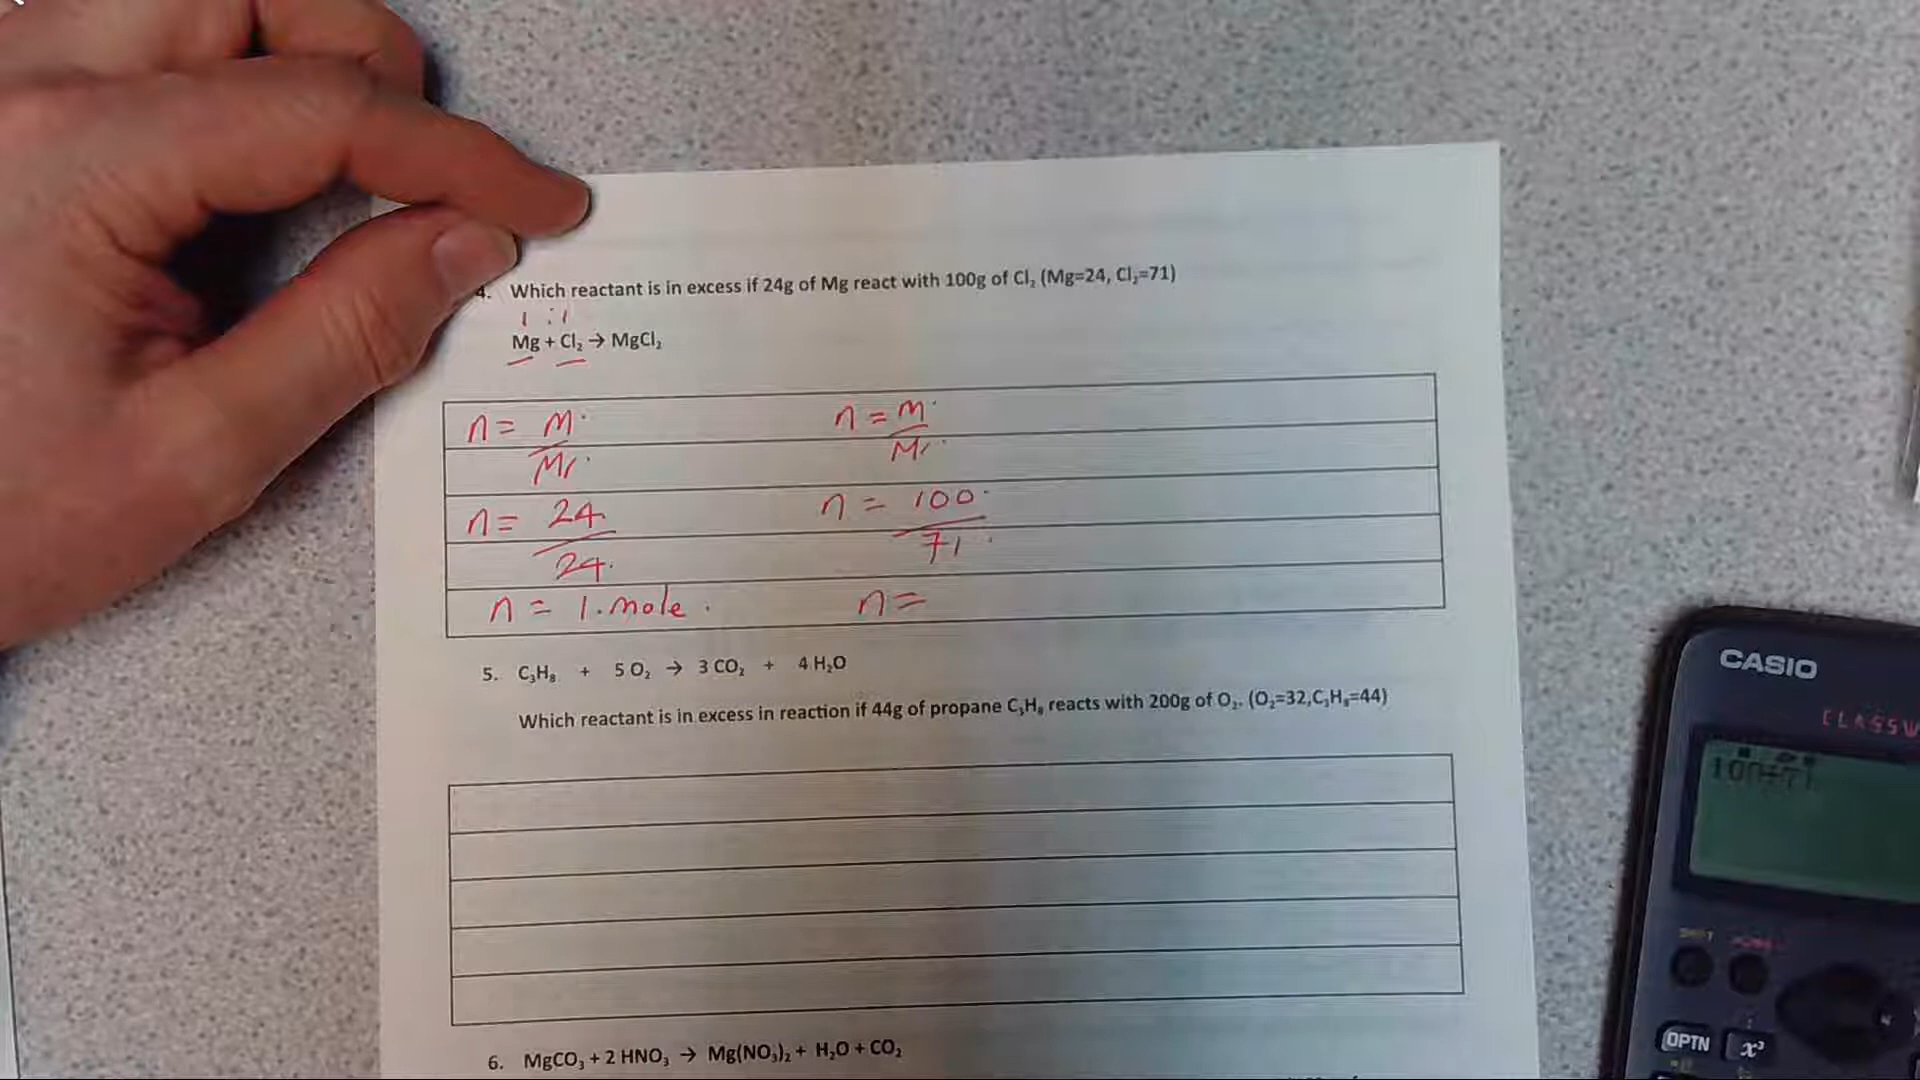 4. Which reactant is in excess if 24g of Mg react with 100g of Cl₂ (Mg=24, Cl₂=71)
1 : 1
Mg + Cl₂ → MgCl₂
n = m
Mr
n = 24
24
n = 1 mole
n = m
Mr
n = 100
71
n =
5. C₃H₈ + 5 O₂ → 3 CO₂ + 4 H₂O
Which reactant is in excess in reaction if 44g of propane C₃H₈ reacts with 200g of O₂. (O₂=32,C₃H₈=44)
6. MgCO₃ + 2 HNO₃ → Mg(NO₃)₂ + H₂O + CO₂
CASIO
CLASSW
100÷71
SHIFT
OPTN
x³